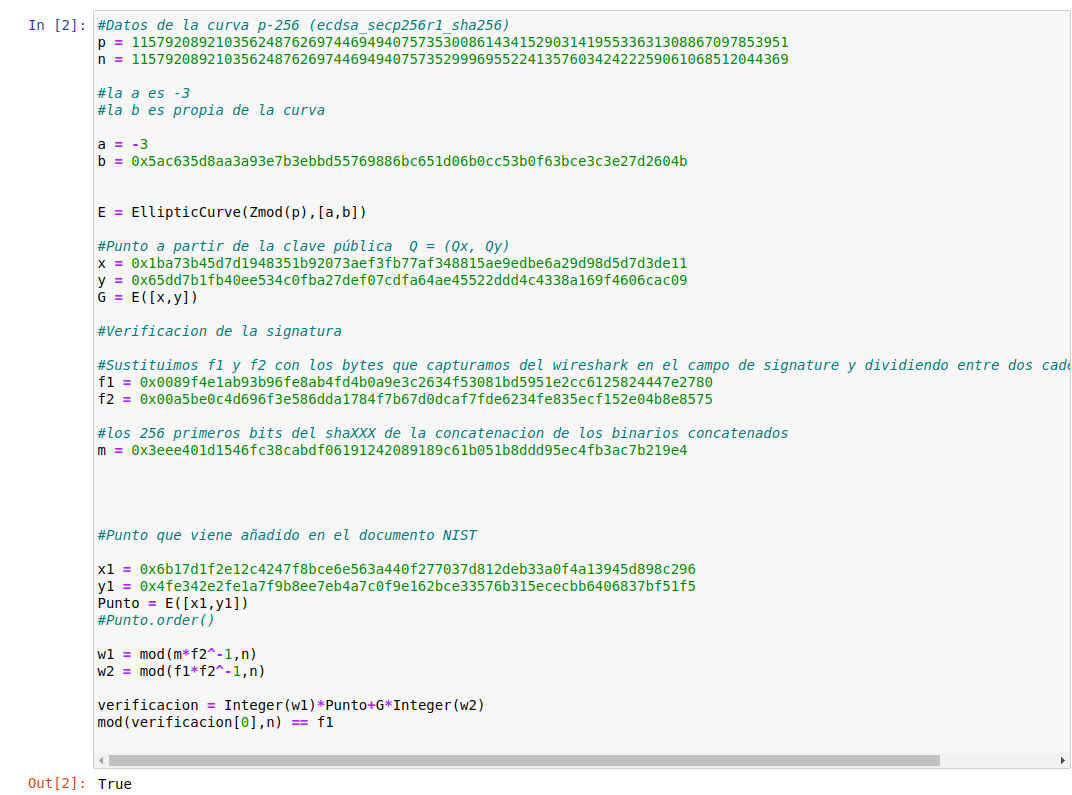 In [2]: #Datos de la curva p-256 (ecdsa_secp256r1_sha256)
p = 115792089210356248762697446949407573530086143415290314195533631308867097853951
n = 115792089210356248762697446949407573529996955224135760342422259061068512044369
#la a es -3
#la b es propia de la curva
a = -3
b = 0x5ac635d8aa3a93e7b3ebbd55769886bc651d06b0cc53b0f63bce3c3e27d2604b
E = EllipticCurve(Zmod(p),[a,b])
#Punto a partir de la clave pública  Q = (Qx, Qy)
x = 0x1ba73b45d7d1948351b92073aef3fb77af348815ae9edbe6a29d98d5d7d3de11
y = 0x65dd7b1fb40ee534c0fba27def07cdfa64ae45522ddd4c4338a169f4606cac09
G = E([x,y])
#Verificacion de la signatura
#Sustituimos f1 y f2 con los bytes que capturamos del wireshark en el campo de signature y dividiendo entre dos cade
f1 = 0x0089f4e1ab93b96fe8ab4fd4b0a9e3c2634f53081bd5951e2cc6125824447e2780
f2 = 0x00a5be0c4d696f3e586dda1784f7b67d0dcaf7fde6234fe835ecf152e04b8e8575
#los 256 primeros bits del shaXXX de la concatenacion de los binarios concatenados
m = 0x3eee401d1546fc38cabdf06191242089189c61b051b8ddd95ec4fb3ac7b219e4
#Punto que viene añadido en el documento NIST
x1 = 0x6b17d1f2e12c4247f8bce6e563a440f277037d812deb33a0f4a13945d898c296
y1 = 0x4fe342e2fe1a7f9b8ee7eb4a7c0f9e162bce33576b315ececbb6406837bf51f5
Punto = E([x1,y1])
#Punto.order()
w1 = mod(m*f2^-1,n)
w2 = mod(f1*f2^-1,n)
verificacion = Integer(w1)*Punto+G*Integer(w2)
mod(verificacion[0],n) == f1
Out[2]: True